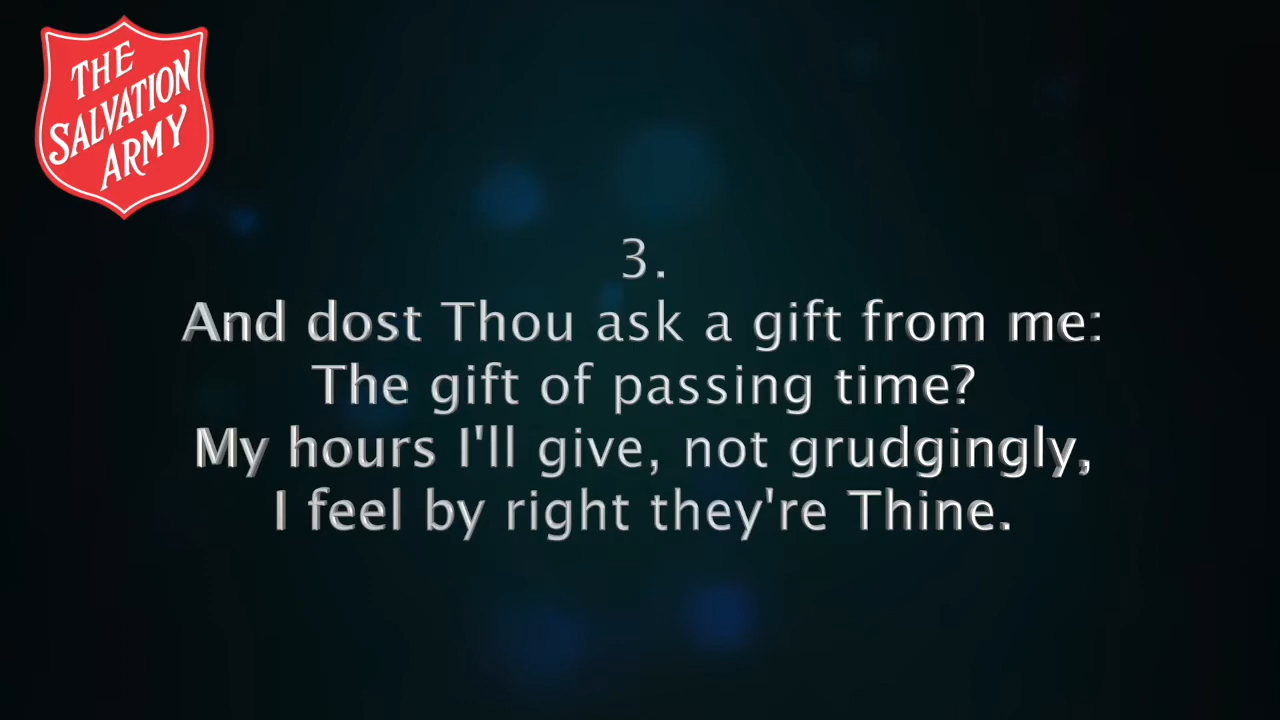 THE
SALVATION
ARMY
3.
And dost Thou ask a gift from me:
The gift of passing time?
My hours I'll give, not grudgingly,
I feel by right they're Thine.